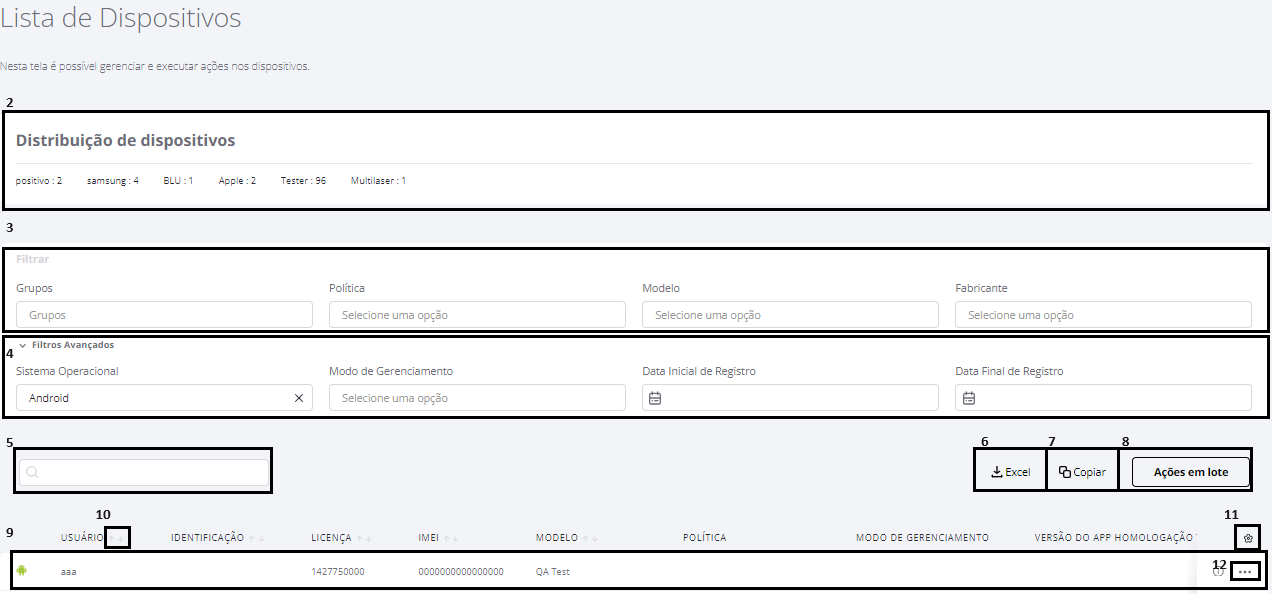 Lista de Dispositivos
Nesta tela é possível gerenciar e executar ações nos dispositivos.
2
Distribuição de dispositivos
positivo : 2 samsung : 4 BLU : 1 Apple : 2 Tester : 96 Multilaser : 1
3
Filtrar
Grupos Política Modelo Fabricante
Grupos Selecione uma opção Selecione uma opção Selecione uma opção
4 Filtros Avançados
Sistema Operacional Modo de Gerenciamento Data Inicial de Registro Data Final de Registro
Android Selecione uma opção
5 6 7 8
Excel Copiar Ações em lote
10 11
9 USUÁRIO IDENTIFICAÇÃO LICENÇA IMEI MODELO POLÍTICA MODO DE GERENCIAMENTO VERSÃO DO APP HOMOLOGAÇÃO
12
aaa 1427750000 0000000000000000 QA Test